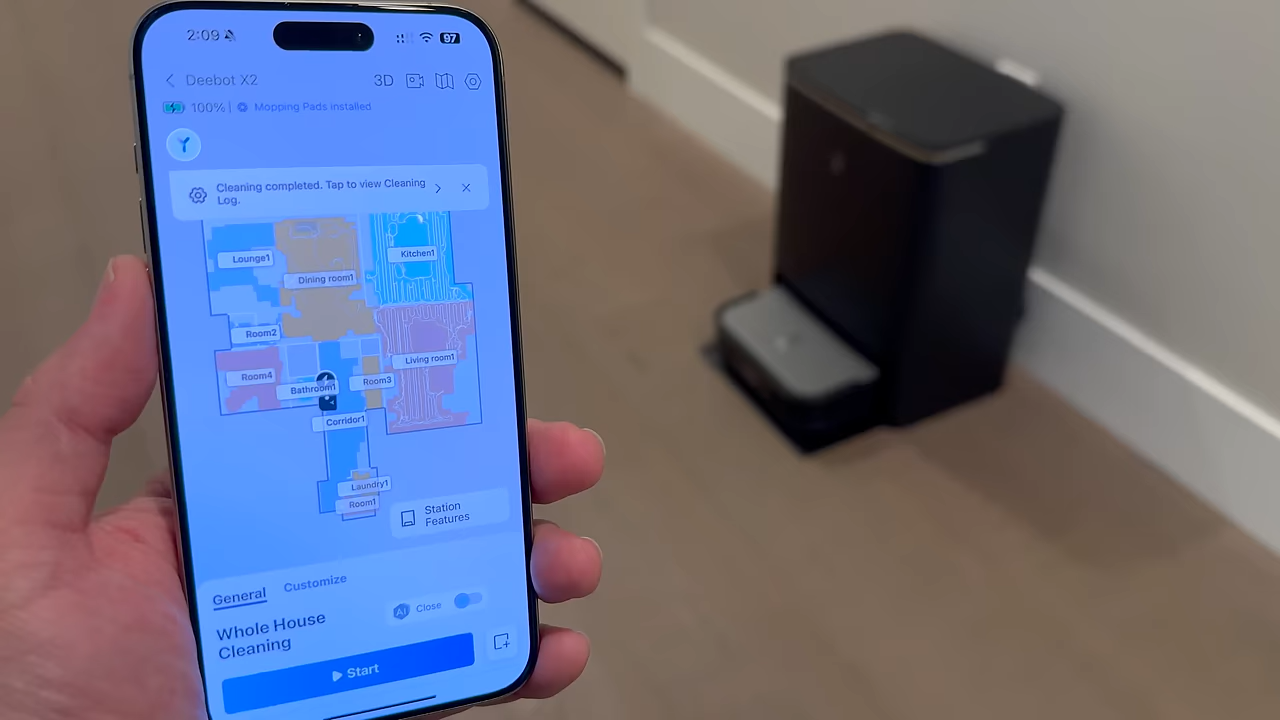 2:09
97
Deebot X2
3D
100% | Mopping Pads installed
Cleaning completed. Tap to view Cleaning
Log.
Lounge1
Kitchen1
Dining room1
Room2
Living room1
Room4
Room3
Bathroom1
Corridor1
Laundry1
Room1
Station
Features
General
Customize
AI
Close
Whole House
Cleaning
Start